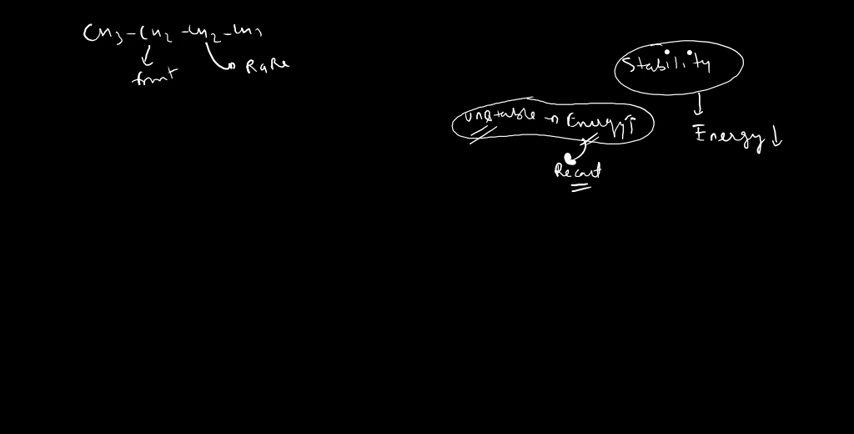 CH3-CH2-CH2-CH3
front
RaRe
Stability
Energy↓
unstable → Energy↑
React